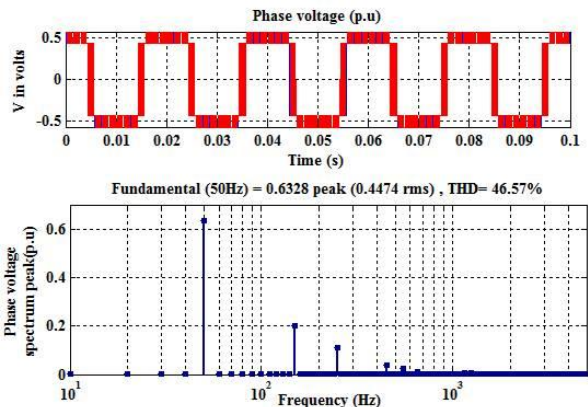 Phase voltage (p.u)
V in volts
0.5
0
-0.5
0 0.01 0.02 0.03 0.04 0.05 0.06 0.07 0.08 0.09 0.1
Time (s)
Fundamental (50Hz) = 0.6328 peak (0.4474 rms) , THD= 46.57%
Phase voltage
spectrum peak(p.u)
0.6
0.4
0.2
0
10^1 10^2 10^3
Frequency (Hz)